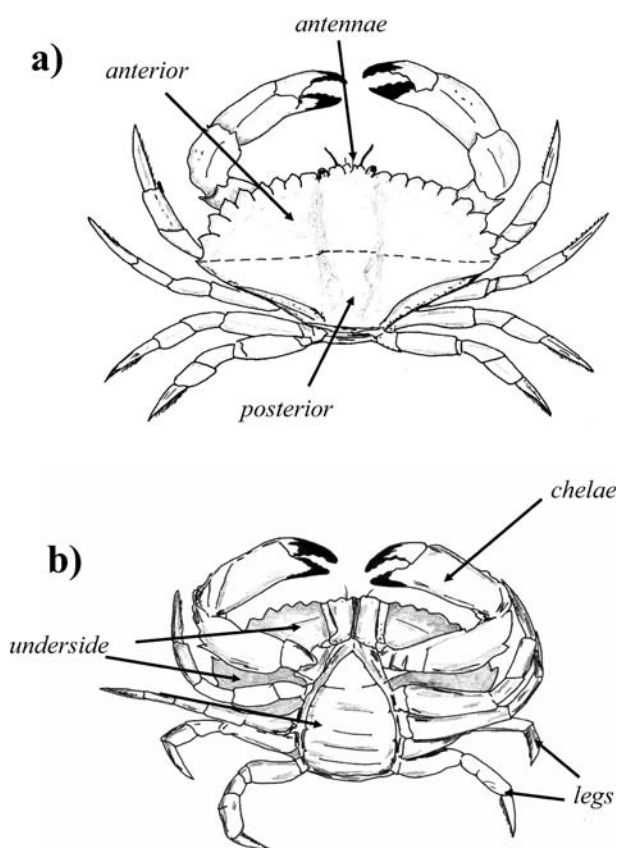 antennae
a)
anterior
posterior
chelae
b)
underside
legs